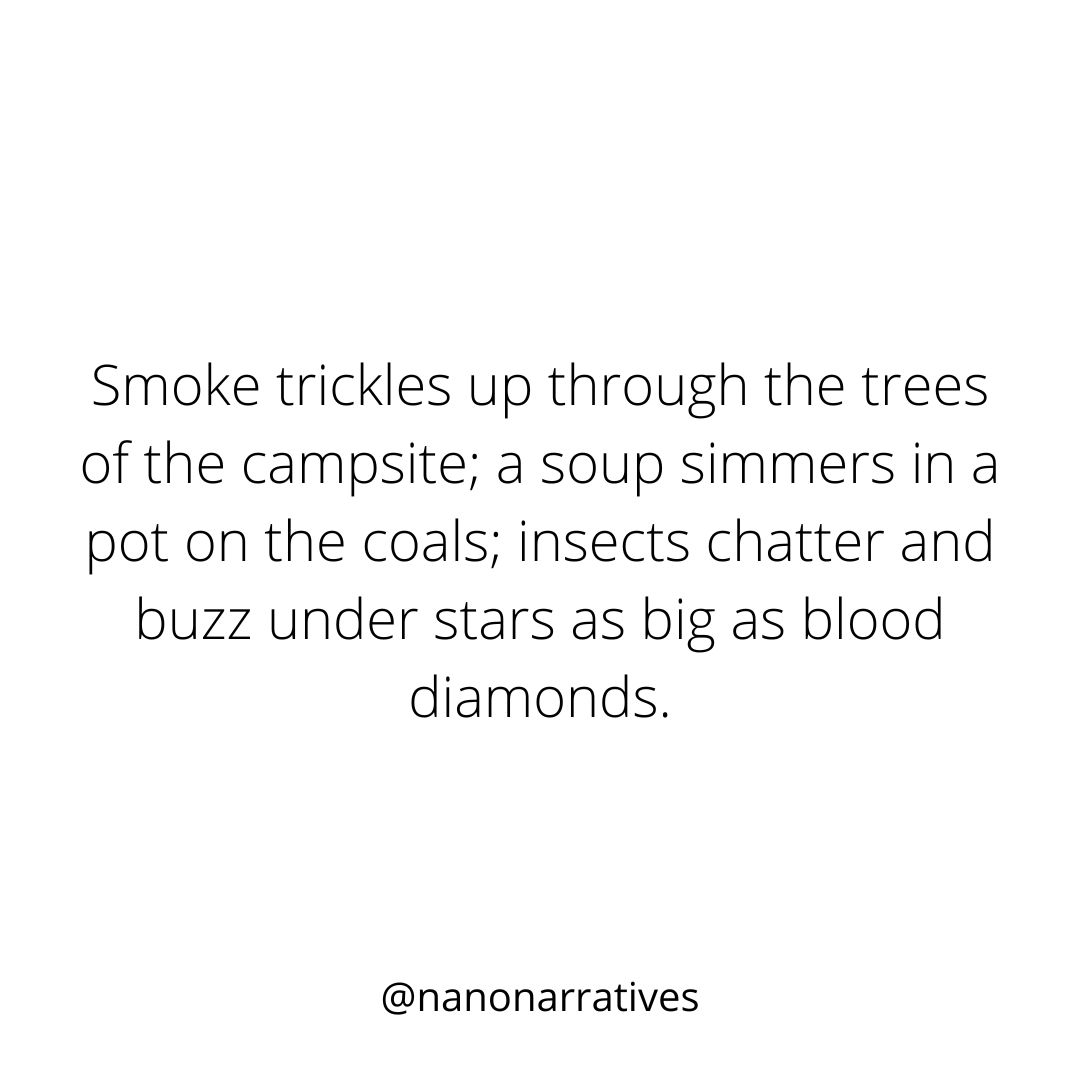 Smoke trickles up through the trees
of the campsite; a soup simmers in a
pot on the coals; insects chatter and
buzz under stars as big as blood
diamonds.
@nanonarratives